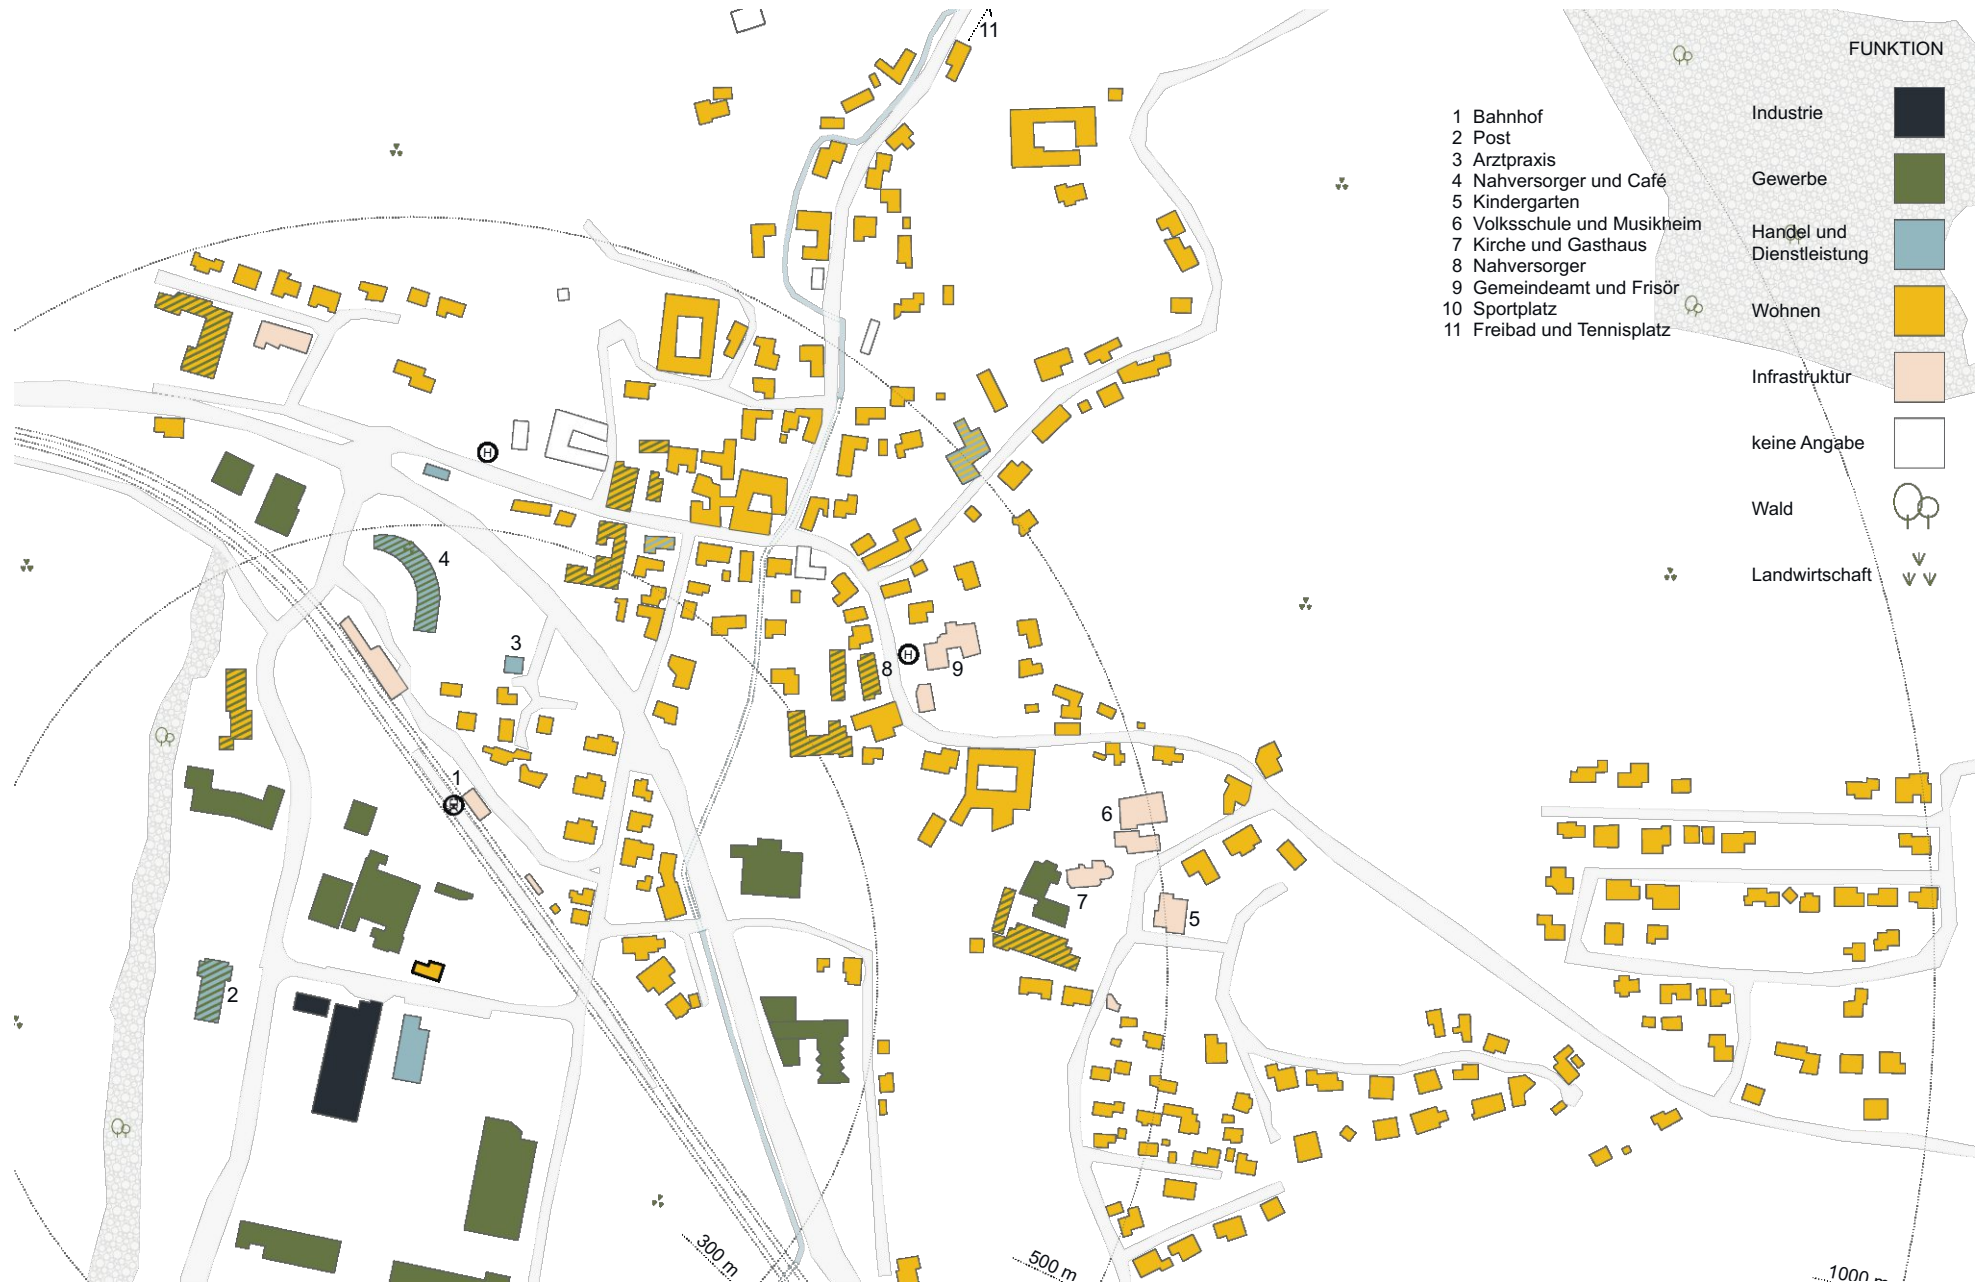 11
FUNKTION
1 Bahnhof
2 Post
3 Arztpraxis
4 Nahversorger und Café
5 Kindergarten
6 Volksschule und Musikheim
7 Kirche und Gasthaus
8 Nahversorger
9 Gemeindeamt und Frisör
10 Sportplatz
11 Freibad und Tennisplatz
Industrie
Gewerbe
Handel und
Dienstleistung
Wohnen
Infrastruktur
keine Angabe
Wald
Landwirtschaft
H
4
3
H
8
9
1
H
6
7
5
2
300 m
500 m
1000 m